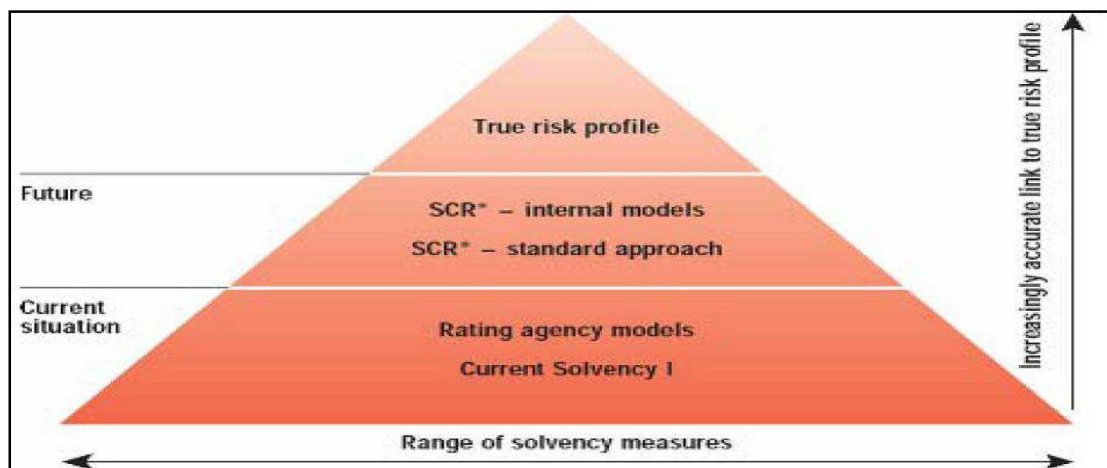 True risk profile
Future
SCR* – internal models
SCR* – standard approach
Current
situation
Rating agency models
Current Solvency I
Range of solvency measures
Increasingly accurate link to true risk profile